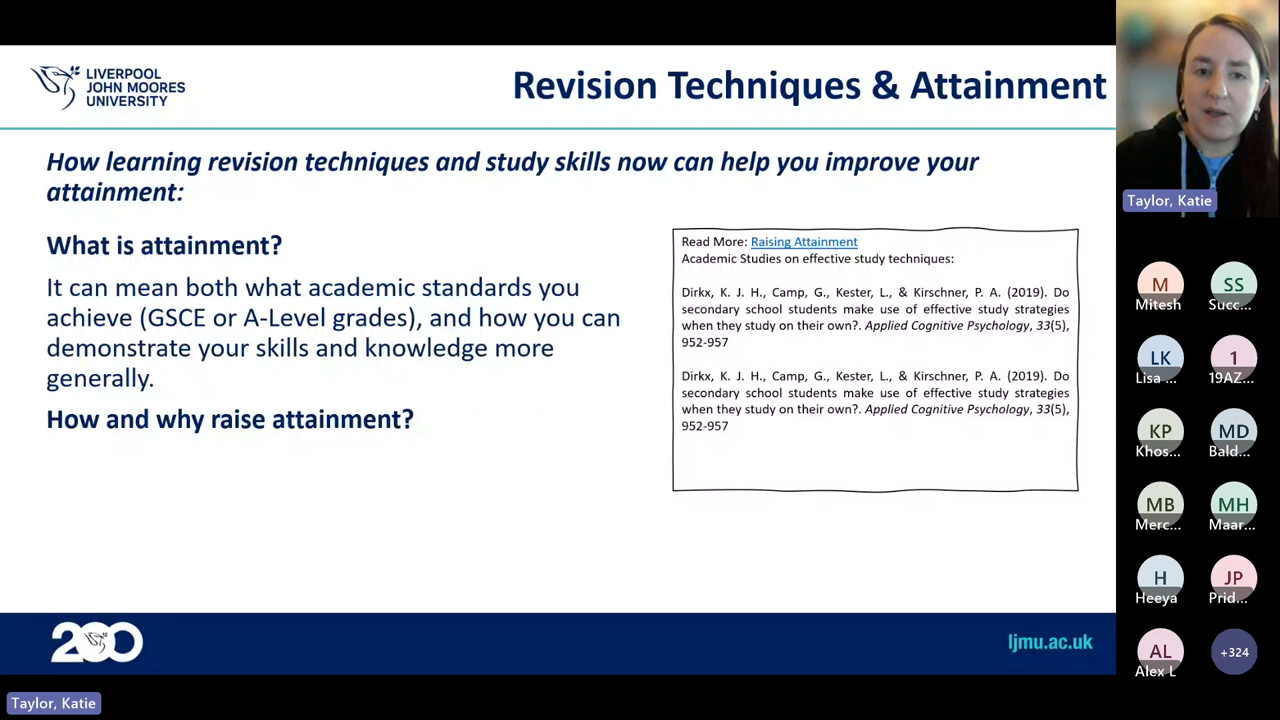 LIVERPOOL
JOHN MOORES
UNIVERSITY
Revision Techniques & Attainment
How learning revision techniques and study skills now can help you improve your
attainment:
What is attainment?
It can mean both what academic standards you
achieve (GSCE or A-Level grades), and how you can
demonstrate your skills and knowledge more
generally.
How and why raise attainment?
Read More: Raising Attainment
Academic Studies on effective study techniques:
Dirkx, K. J. H., Camp, G., Kester, L., & Kirschner, P. A. (2019). Do
secondary school students make use of effective study strategies
when they study on their own?. Applied Cognitive Psychology, 33(5),
952-957
Dirkx, K. J. H., Camp, G., Kester, L., & Kirschner, P. A. (2019). Do
secondary school students make use of effective study strategies
when they study on their own?. Applied Cognitive Psychology, 33(5),
952-957
200
ljmu.ac.uk
Taylor, Katie
Taylor, Katie
M
Mitesh
SS
Succ...
LK
Lisa ...
1
19AZ...
KP
Khos...
MD
Bald...
MB
Merc...
MH
Maar...
H
Heeya
JP
Prid...
AL
Alex L
+324